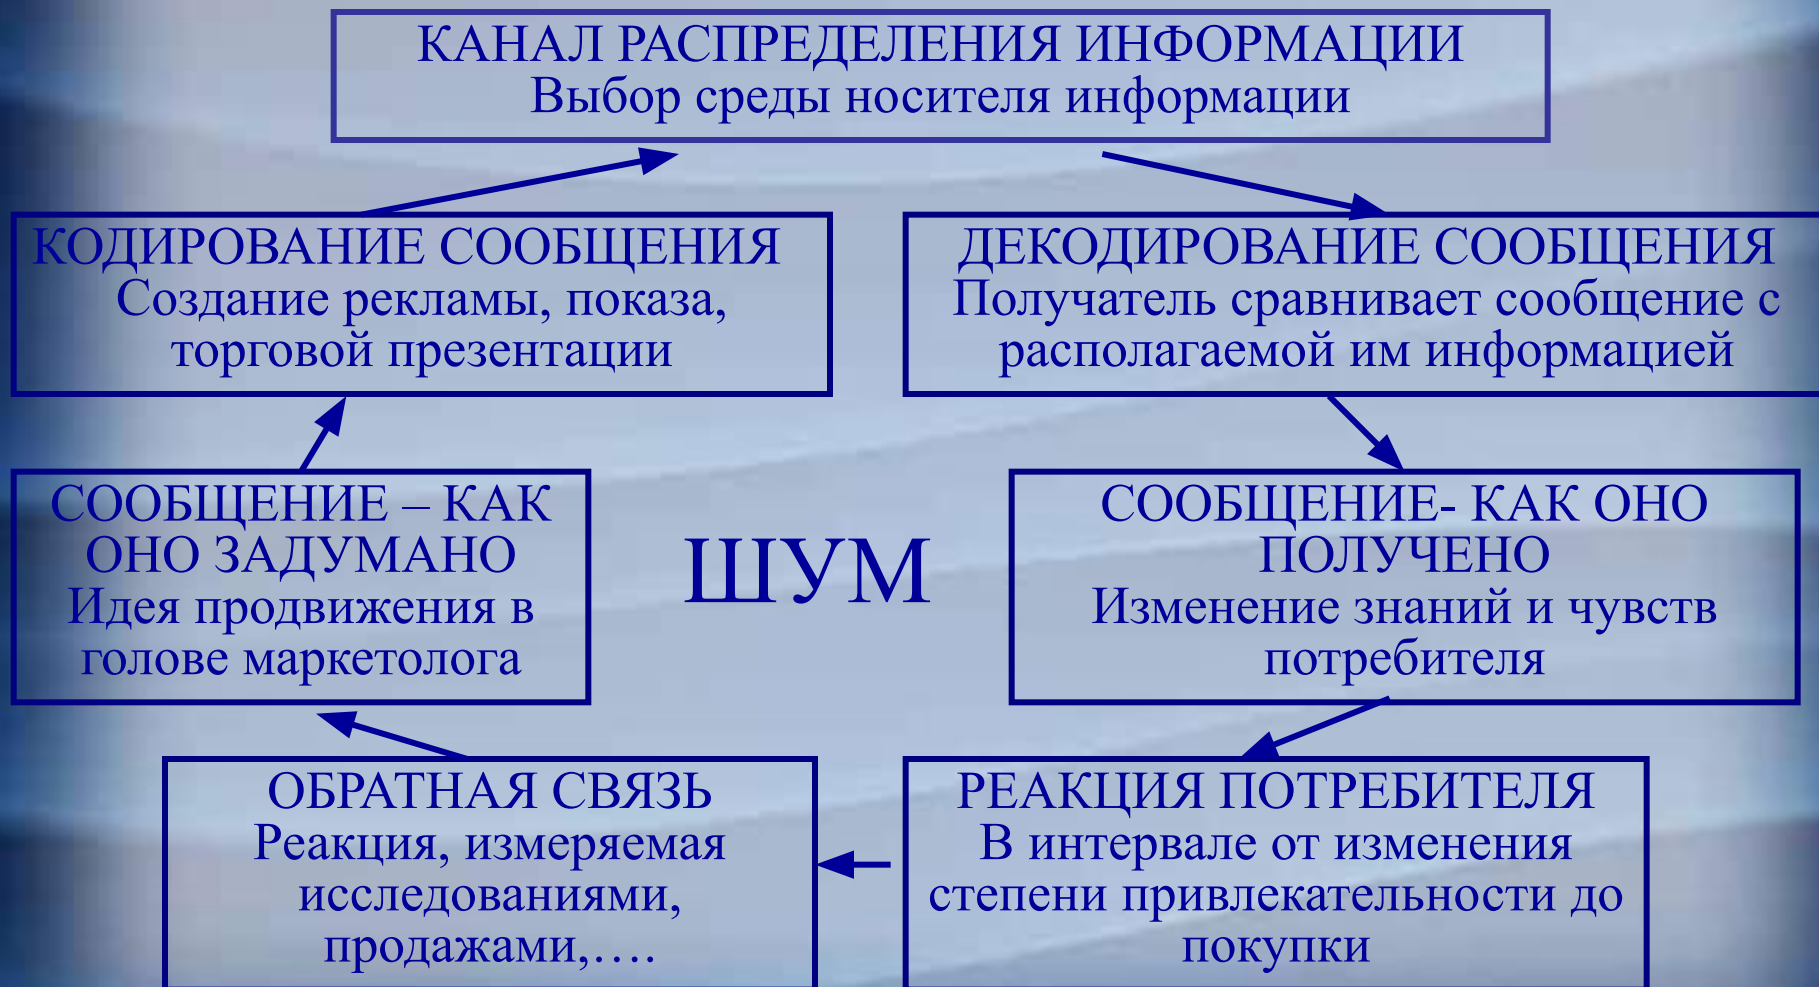 КАНАЛ РАСПРЕДЕЛЕНИЯ ИНФОРМАЦИИ
Выбор среды носителя информации
КОДИРОВАНИЕ СООБЩЕНИЯ
Создание рекламы, показа,
торговой презентации
ДЕКОДИРОВАНИЕ СООБЩЕНИЯ
Получатель сравнивает сообщение с
располагаемой им информацией
СООБЩЕНИЕ – КАК
ОНО ЗАДУМАНО
Идея продвижения в
голове маркетолога
ШУМ
СООБЩЕНИЕ- КАК ОНО
ПОЛУЧЕНО
Изменение знаний и чувств
потребителя
ОБРАТНАЯ СВЯЗЬ
Реакция, измеряемая
исследованиями,
продажами,….
РЕАКЦИЯ ПОТРЕБИТЕЛЯ
В интервале от изменения
степени привлекательности до
покупки